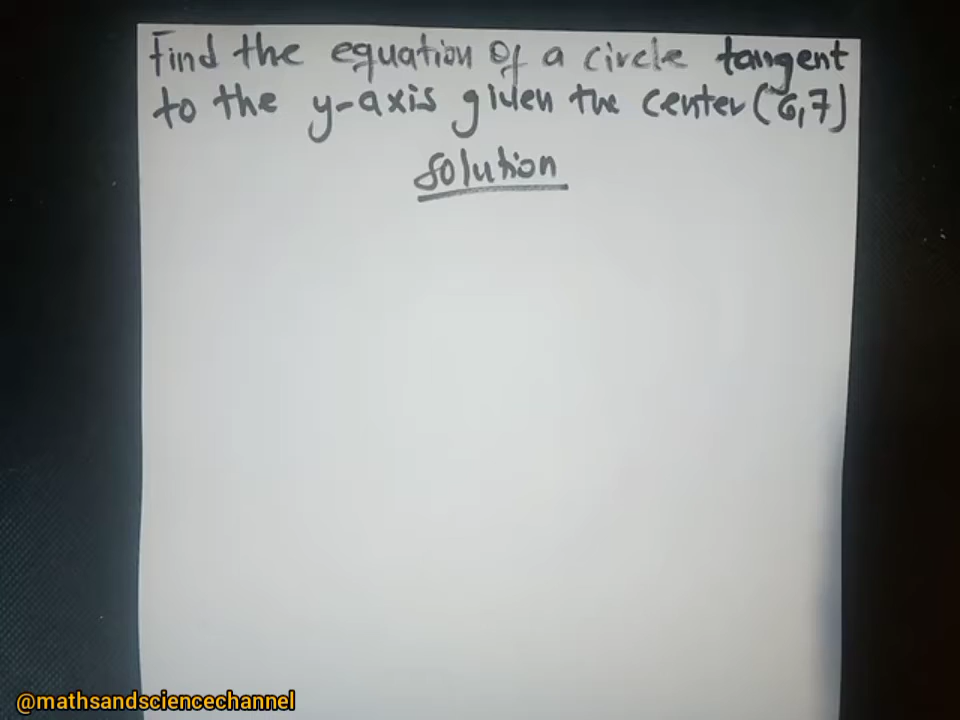 Find the equation of a circle tangent
to the y-axis given the center (6,7)
solution
@mathsandsciencechannel